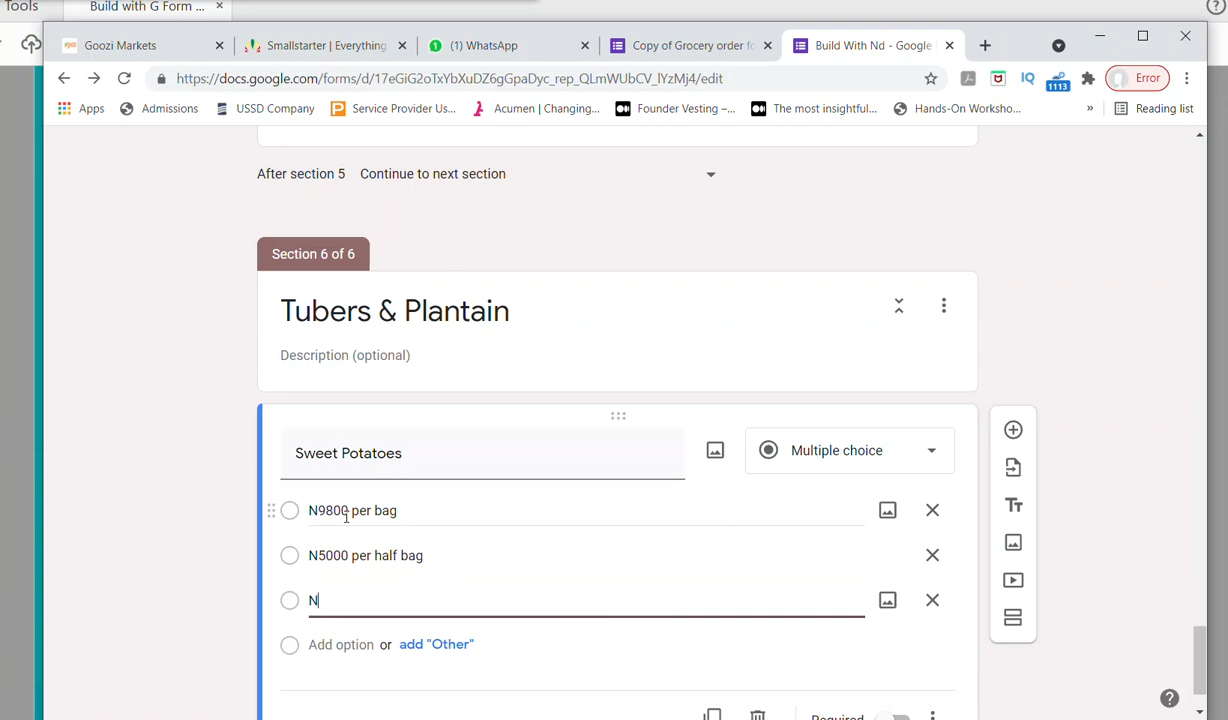 Tools
Build with G Form ...
Goozi Markets
Smallstarter | Everything
(1) WhatsApp
Copy of Grocery order fo
Build With Nd - Google
https://docs.google.com/forms/d/17eGiG2oTxYbXuDZ6gGpaDyc_rep_QLmWUbCV_lYzMj4/edit
IQ
1113
Error
Apps
Admissions
USSD Company
Service Provider Us...
Acumen | Changing...
Founder Vesting –...
The most insightful...
Hands-On Worksho...
»
Reading list
After section 5 Continue to next section
Section 6 of 6
Tubers & Plantain
Description (optional)
Sweet Potatoes
Multiple choice
N9800 per bag
N5000 per half bag
N
Add option or add "Other"
Tт
Required